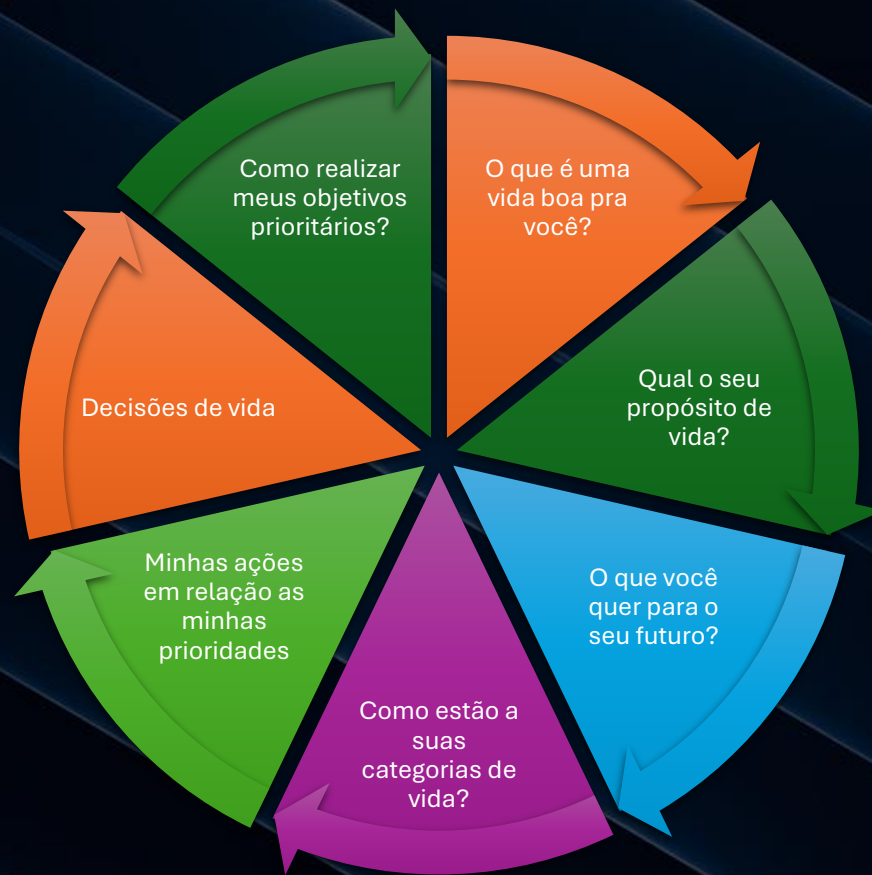 O que é uma
vida boa pra
você?
Qual o seu
propósito de
vida?
O que você
quer para o
seu futuro?
Como estão a
suas
categorias de
vida?
Minhas ações
em relação as
minhas
prioridades
Decisões de vida
Como realizar
meus objetivos
prioritários?